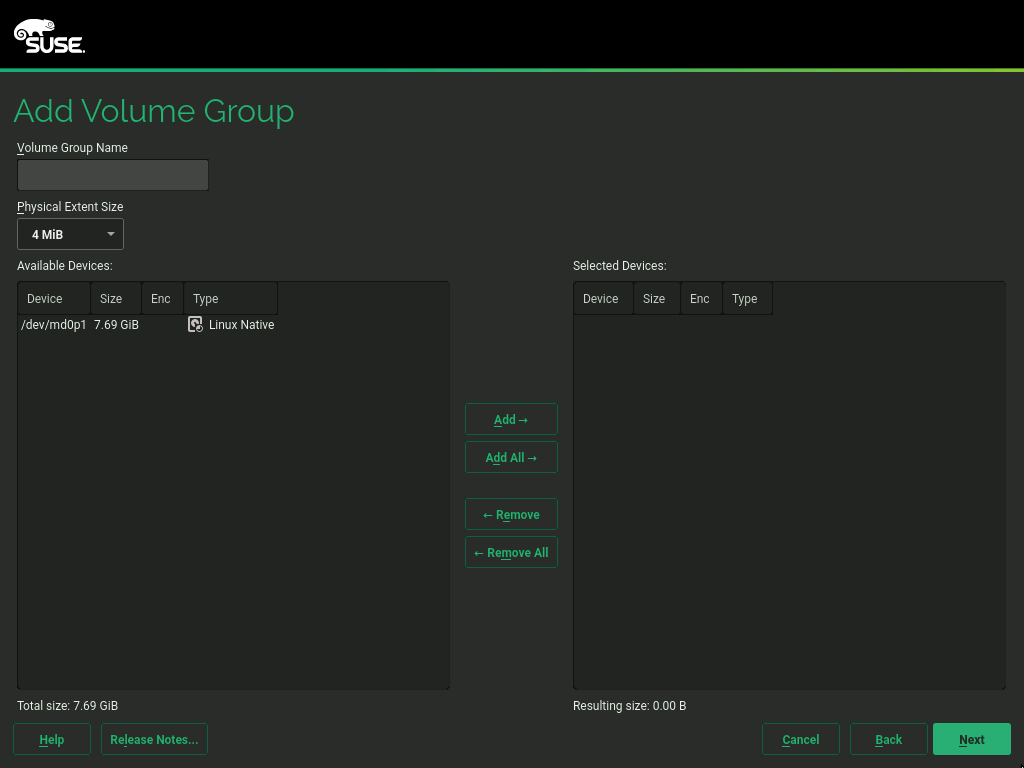 SUSE.
Add Volume Group
Volume Group Name
Physical Extent Size
4 MiB
Available Devices:
Device Size Enc Type
/dev/md0p1 7.69 GiB Linux Native
Total size: 7.69 GiB
Add →
Add All →
← Remove
← Remove All
Selected Devices:
Device Size Enc Type
Resulting size: 0.00 B
Help Release Notes... Cancel Back Next